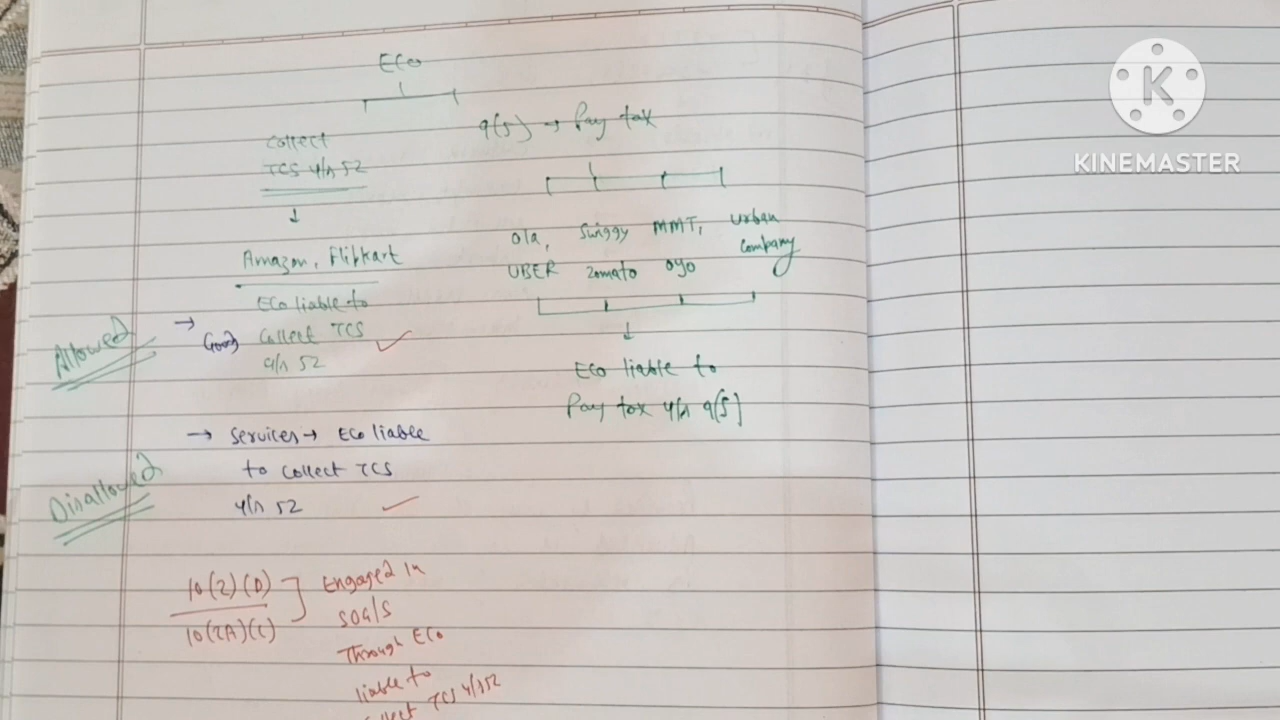 ECO
Collect
TCS u/s 52
9(5) → Pay tax
Amazon, Flipkart
Ola,
UBER
Swiggy
Zomato
MMT,
OYO
Urban
Company
Allowed
→ Goods
ECO liable to
Collect TCS
u/s 52
ECO liable to
Pay tax u/s 9(5)
Disallowed
→ Services → ECO liable
to collect TCS
u/s 52
10(2)(D)
10(2A)(C)
Engaged in
SOG/S
Through ECO
liable to
Collect TCS u/s 52
K
KINEMASTER